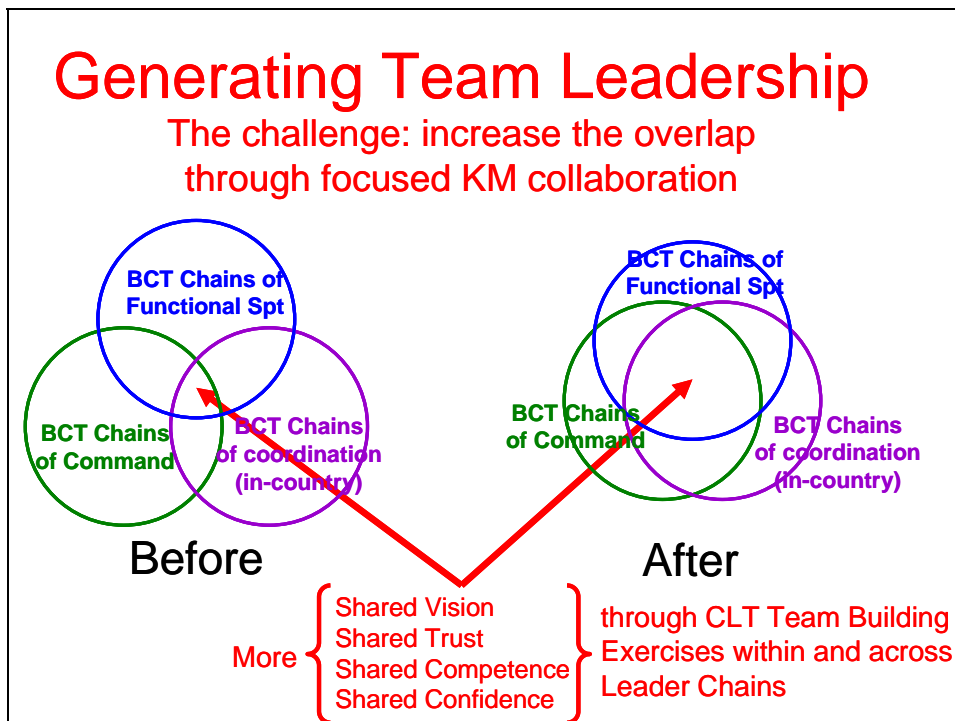 Generating Team Leadership
The challenge: increase the overlap
through focused KM collaboration
BCT Chains of
Functional Spt
BCT Chains
of Command
BCT Chains
of coordination
(in-country)
Before
BCT Chains of
Functional Spt
BCT Chains
of Command
BCT Chains
of coordination
(in-country)
After
More
Shared Vision
Shared Trust
Shared Competence
Shared Confidence
through CLT Team Building
Exercises within and across
Leader Chains